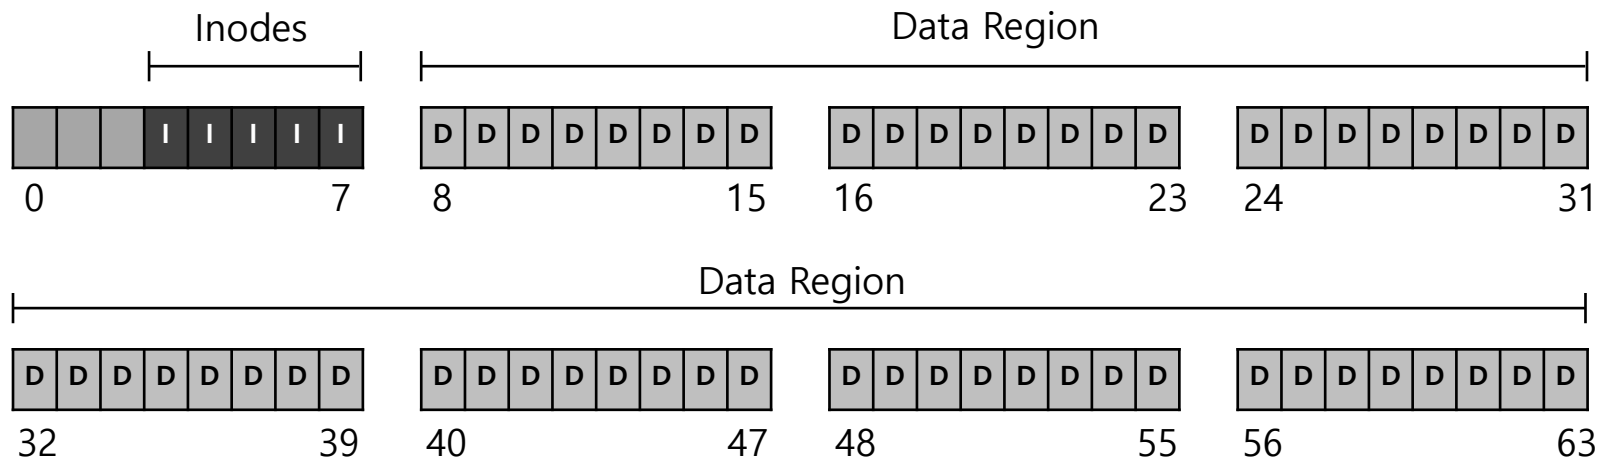 Inodes Data Region
I I I I I D D D D D D D D D D D D D D D D D D D D D D D D
0 7 8 15 16 23 24 31
Data Region
D D D D D D D D D D D D D D D D D D D D D D D D D D D D D D D D
32 39 40 47 48 55 56 63